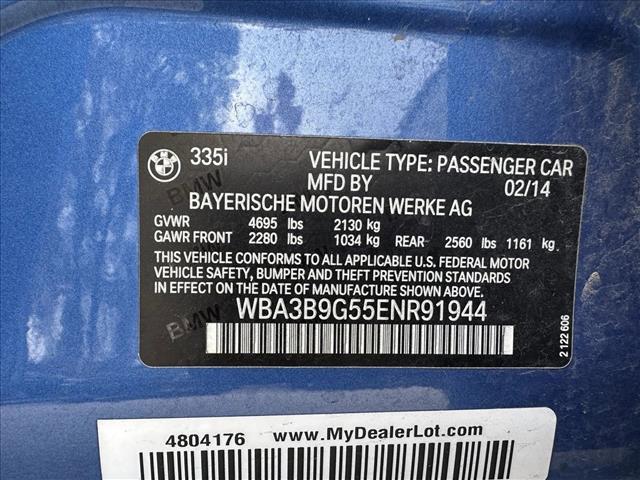 BMW 335i VEHICLE TYPE: PASSENGER CAR
MFD BY 02/14
BAYERISCHE MOTOREN WERKE AG
GVWR 4695 lbs 2130 kg
GAWR FRONT 2280 lbs 1034 kg REAR 2560 lbs 1161 kg
THIS VEHICLE CONFORMS TO ALL APPLICABLE U.S. FEDERAL MOTOR
VEHICLE SAFETY, BUMPER AND THEFT PREVENTION STANDARDS
IN EFFECT ON THE DATE OF MANUFACTURE SHOWN ABOVE.
WBA3B9G55ENR91944
2 122 606
BMW
BMW
4804176 www.MyDealerLot.com